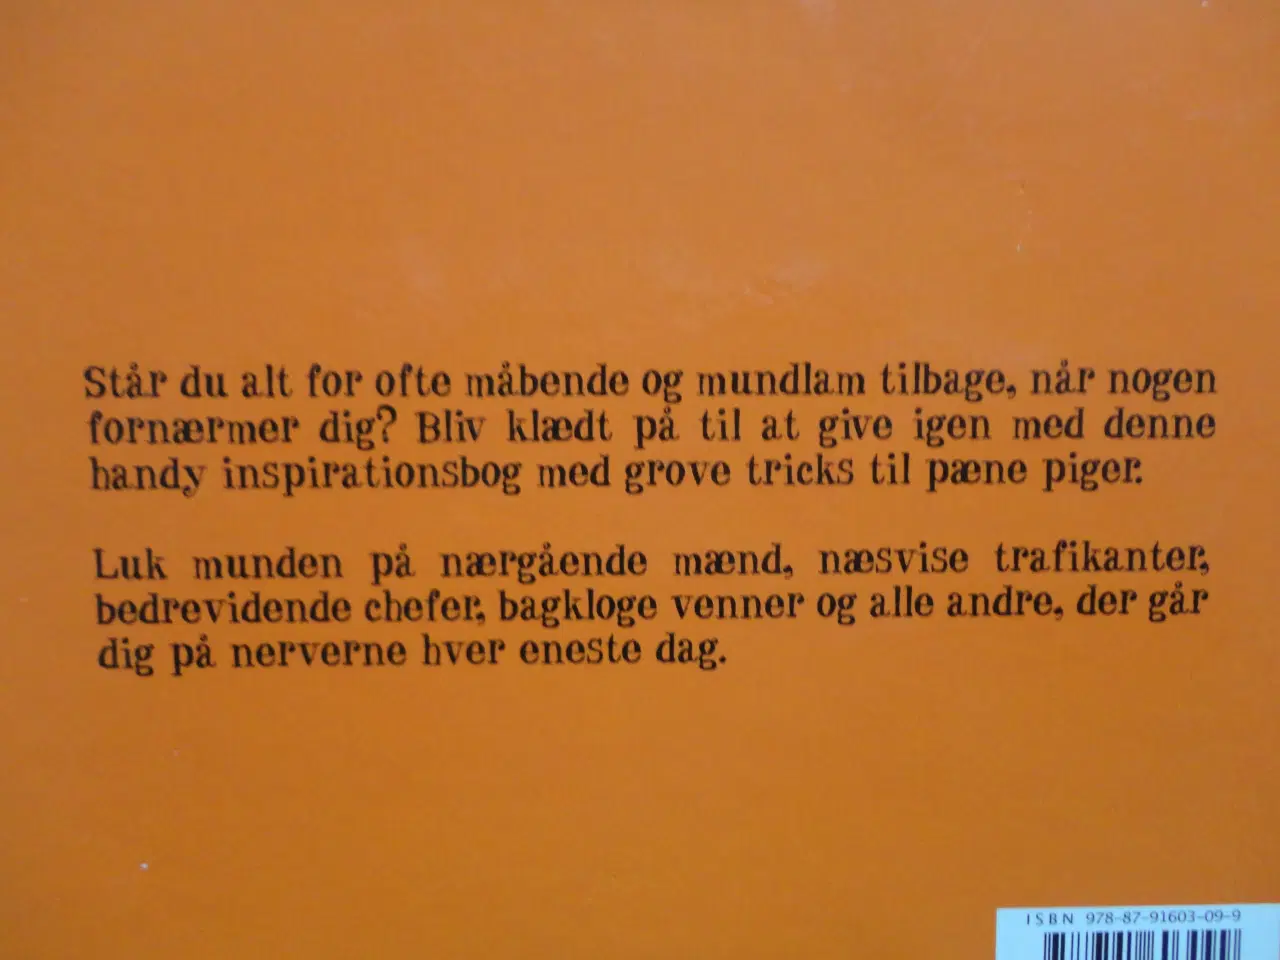 Står du alt for ofte måbende og mundlam tilbage, når nogen
fornærmer dig? Bliv klædt på til at give igen med denne
handy inspirationsbog med grove tricks til pæne piger.
Luk munden på nærgående mænd, næsvise trafikanter,
bedrevidende chefer, bagkloge venner og alle andre, der går
dig på nerverne hver eneste dag.
ISBN 978-87-91603-09-9